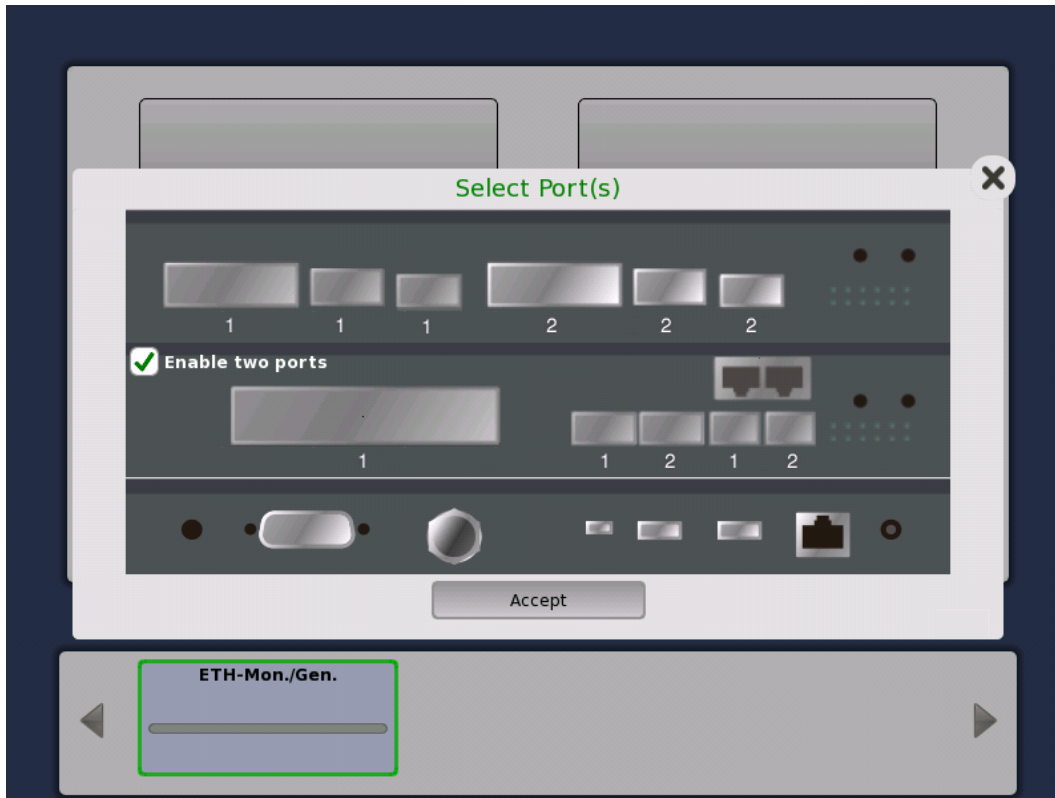 Select Port(s)
1 1 1 2 2 2
Enable two ports
1 1 2 1 2
Accept
ETH-Mon./Gen.